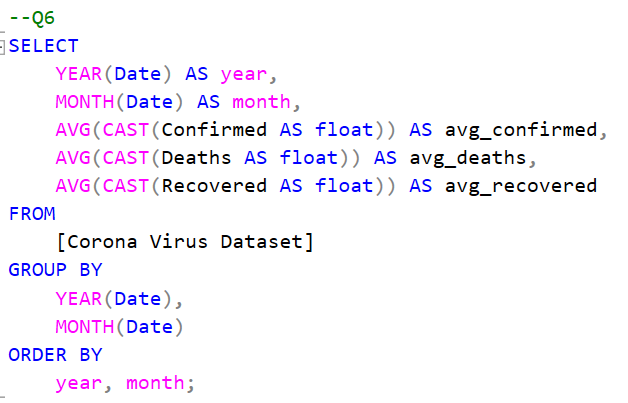 --Q6
SELECT
YEAR(Date) AS year,
MONTH(Date) AS month,
AVG(CAST(Confirmed AS float)) AS avg_confirmed,
AVG(CAST(Deaths AS float)) AS avg_deaths,
AVG(CAST(Recovered AS float)) AS avg_recovered
FROM
[Corona Virus Dataset]
GROUP BY
YEAR(Date),
MONTH(Date)
ORDER BY
year, month;